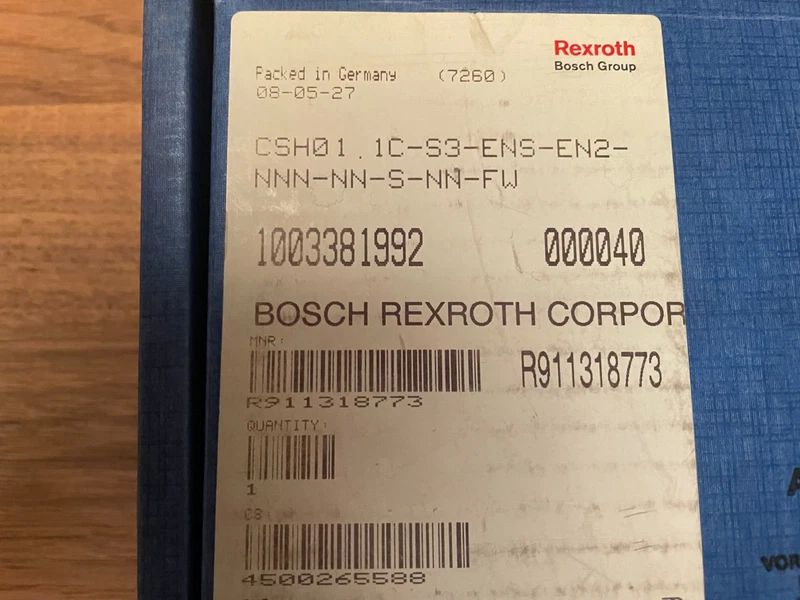 Rexroth
Bosch Group
Packed in Germany (7260)
08-05-27
CSH01.1C-S3-ENS-EN2-
NNN-NN-S-NN-FW
1003381992 000040
BOSCH REXROTH CORPOR
MNR:
R911318773
R911318773
QUANTITY:
1
4500265588
VOR